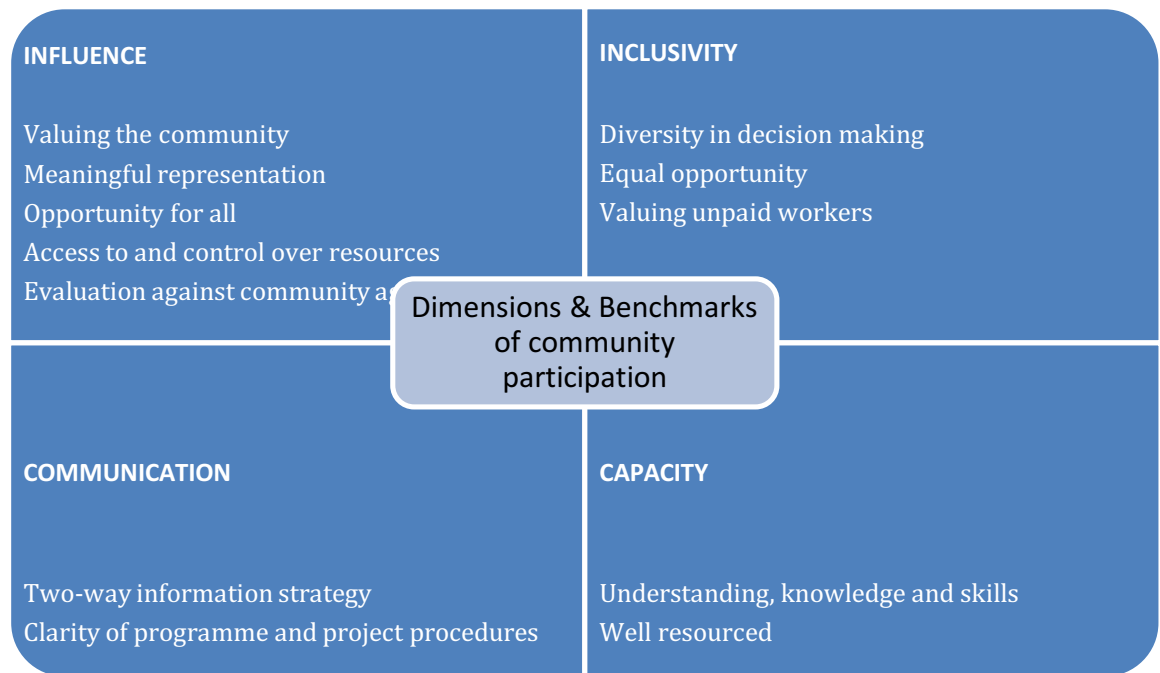 INFLUENCE
Valuing the community
Meaningful representation
Opportunity for all
Access to and control over resources
Evaluation against community
INCLUSIVITY
Diversity in decision making
Equal opportunity
Valuing unpaid workers
Dimensions & Benchmarks
of community
participation
COMMUNICATION
Two-way information strategy
Clarity of programme and project procedures
CAPACITY
Understanding, knowledge and skills
Well resourced